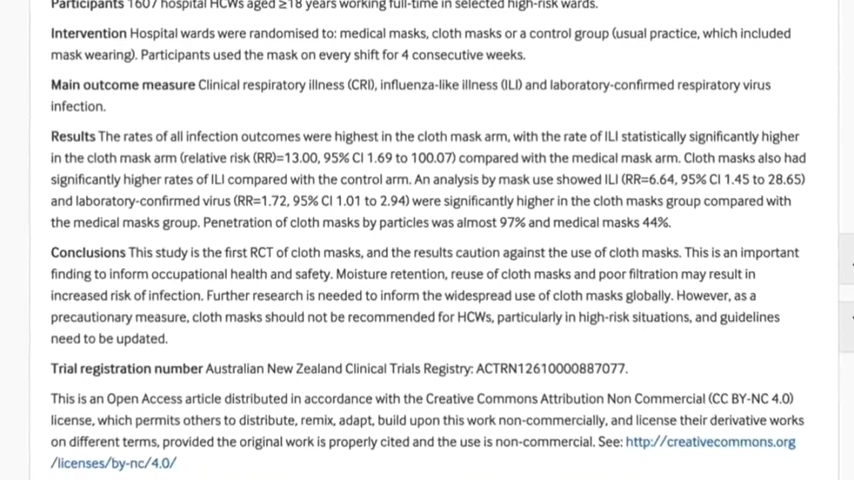 Participants 1607 hospital HCWs aged ≥18 years working full-time in selected high-risk wards.
Intervention Hospital wards were randomised to: medical masks, cloth masks or a control group (usual practice, which included
mask wearing). Participants used the mask on every shift for 4 consecutive weeks.
Main outcome measure Clinical respiratory illness (CRI), influenza-like illness (ILI) and laboratory-confirmed respiratory virus
infection.
Results The rates of all infection outcomes were highest in the cloth mask arm, with the rate of ILI statistically significantly higher
in the cloth mask arm (relative risk (RR)=13.00, 95% CI 1.69 to 100.07) compared with the medical mask arm. Cloth masks also had
significantly higher rates of ILI compared with the control arm. An analysis by mask use showed ILI (RR=6.64, 95% CI 1.45 to 28.65)
and laboratory-confirmed virus (RR=1.72, 95% CI 1.01 to 2.94) were significantly higher in the cloth masks group compared with
the medical masks group. Penetration of cloth masks by particles was almost 97% and medical masks 44%.
Conclusions This study is the first RCT of cloth masks, and the results caution against the use of cloth masks. This is an important
finding to inform occupational health and safety. Moisture retention, reuse of cloth masks and poor filtration may result in
increased risk of infection. Further research is needed to inform the widespread use of cloth masks globally. However, as a
precautionary measure, cloth masks should not be recommended for HCWs, particularly in high-risk situations, and guidelines
need to be updated.
Trial registration number Australian New Zealand Clinical Trials Registry: ACTRN12610000887077.
This is an Open Access article distributed in accordance with the Creative Commons Attribution Non Commercial (CC BY-NC 4.0)
license, which permits others to distribute, remix, adapt, build upon this work non-commercially, and license their derivative works
on different terms, provided the original work is properly cited and the use is non-commercial. See: http://creativecommons.org
/licenses/by-nc/4.0/